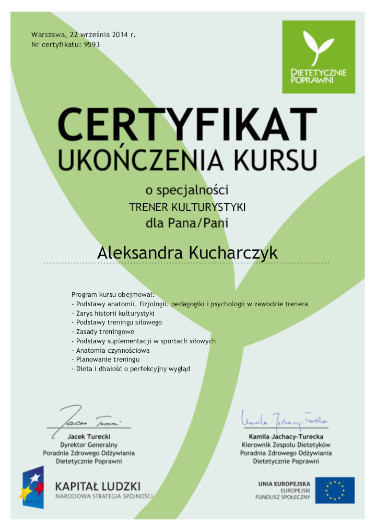 Warszawa, 22 września 2014 r.
Nr certyfikatu: 9593
DIETETYCZNIE
POPRAWNI
CERTYFIKAT
UKOŃCZENIA KURSU
o specjalności
TRENER KULTURYSTYKI
dla Pana/Pani
Aleksandra Kucharczyk
Program kursu obejmował:
- Podstawy anatomii, fizjologii, pedagogiki i psychologii w zawodzie trenera
- Zarys historii kulturystyki
- Podstawy treningu siłowego
- Zasady treningowe
- Podstawy suplementacji w sportach siłowych
- Anatomia czynnościowa
- Planowanie treningu
- Dieta i dbałość o perfekcyjny wygląd
Jacek Turecki
Dyrektor Generalny
Poradnia Zdrowego Odżywiania
Dietetycznie Poprawni
Kamila Jachacy-Turecka
Kierownik Zespołu Dietetyków
Poradnia Zdrowego Odżywiania
Dietetycznie Poprawni
KAPITAŁ LUDZKI
NARODOWA STRATEGIA SPÓJNOŚCI
UNIA EUROPEJSKA
EUROPEJSKI
FUNDUSZ SPOŁECZNY